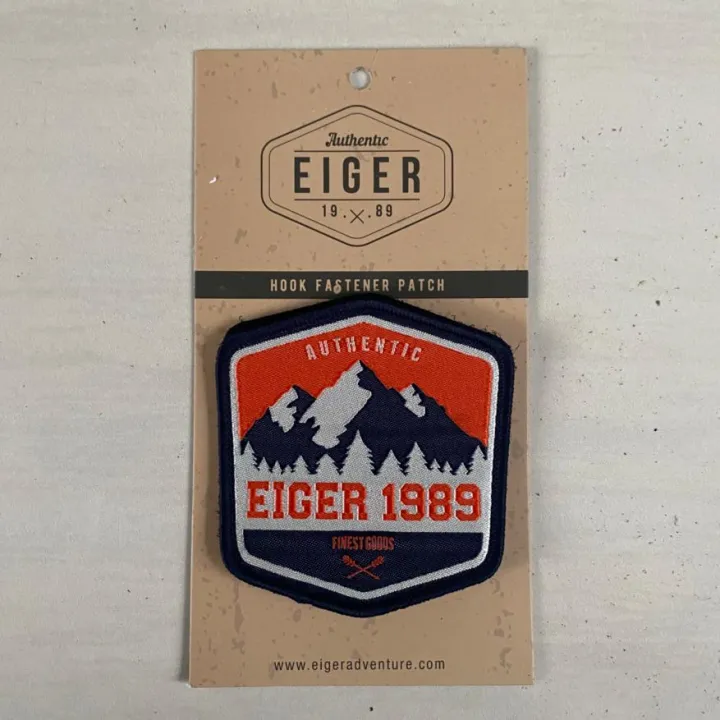 Authentic
EIGER
19.×.89
HOOK FASTENER PATCH
AUTHENTIC
EIGER 1989
FINEST GOODS
www.eigeradventure.com